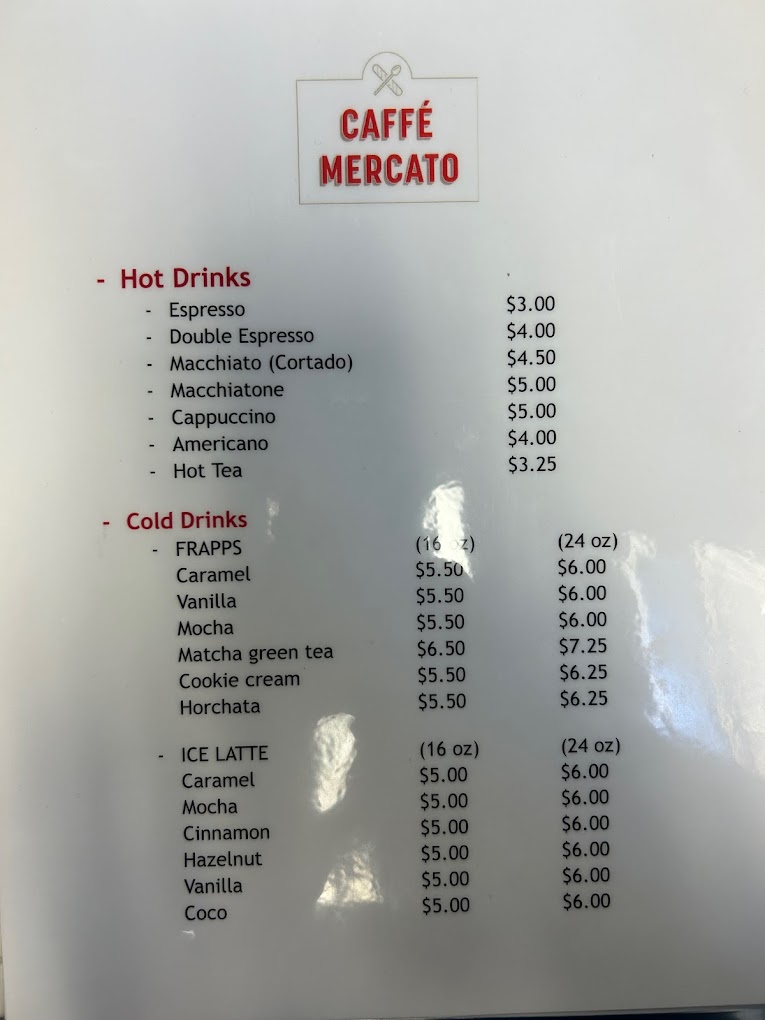 CAFFÉ
MERCATO
- Hot Drinks
- Espresso $3.00
- Double Espresso $4.00
- Macchiato (Cortado) $4.50
- Macchiatone $5.00
- Cappuccino $5.00
- Americano $4.00
- Hot Tea $3.25
- Cold Drinks
- FRAPPS (16 oz) (24 oz)
Caramel $5.50 $6.00
Vanilla $5.50 $6.00
Mocha $5.50 $6.00
Matcha green tea $6.50 $7.25
Cookie cream $5.50 $6.25
Horchata $5.50 $6.25
- ICE LATTE (16 oz) (24 oz)
Caramel $5.00 $6.00
Mocha $5.00 $6.00
Cinnamon $5.00 $6.00
Hazelnut $5.00 $6.00
Vanilla $5.00 $6.00
Coco $5.00 $6.00